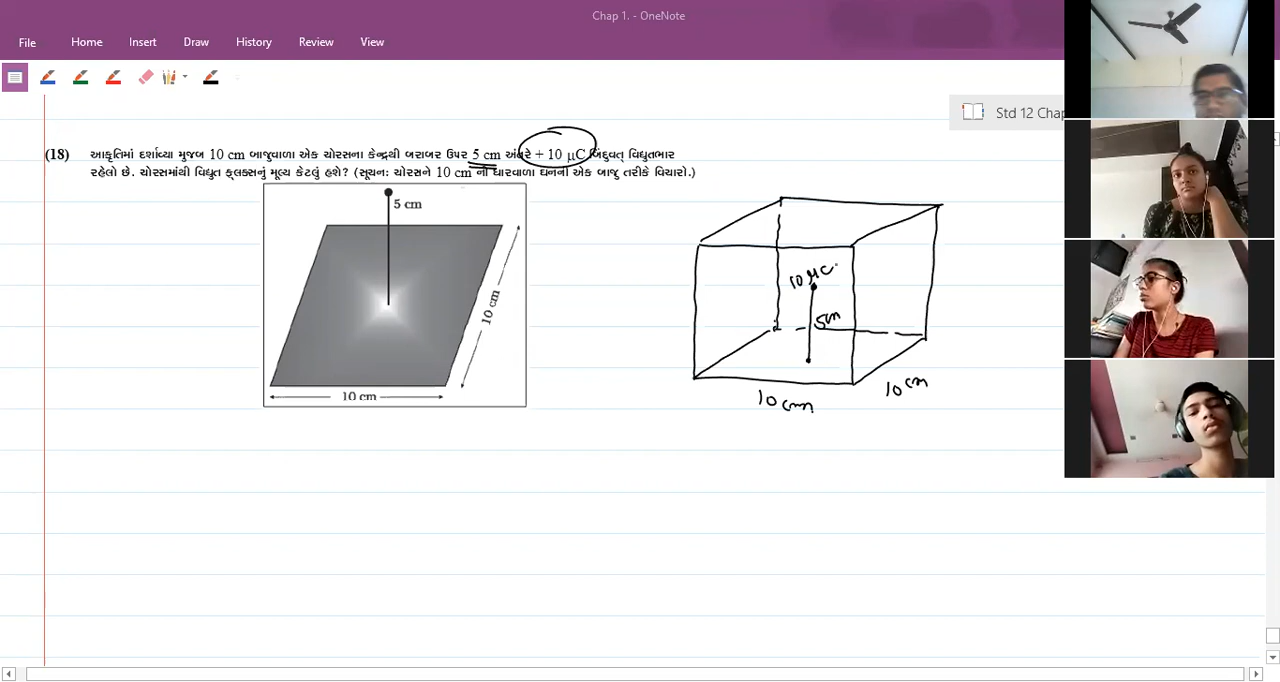 Chap 1. - OneNote
File Home Insert Draw History Review View
Std 12 Chap
(18) આકૃતિમાં દર્શાવ્યા મુજબ 10 cm બાજુવાળા એક ચોરસના કેન્દ્રથી બરાબર ઉપર 5 cm અંતરે + 10 μC બિંદુવત્ વિદ્યુતભાર
રહેલો છે. ચોરસમાંથી વિદ્યુત ફ્લક્સનું મૂલ્ય કેટલું હશે? (સૂચન: ચોરસને 10 cm ની ધારવાળા ઘનની એક બાજુ તરીકે વિચારો.)
5 cm
10 cm
10 cm
10 μC
5cm
10 cm
10 cm